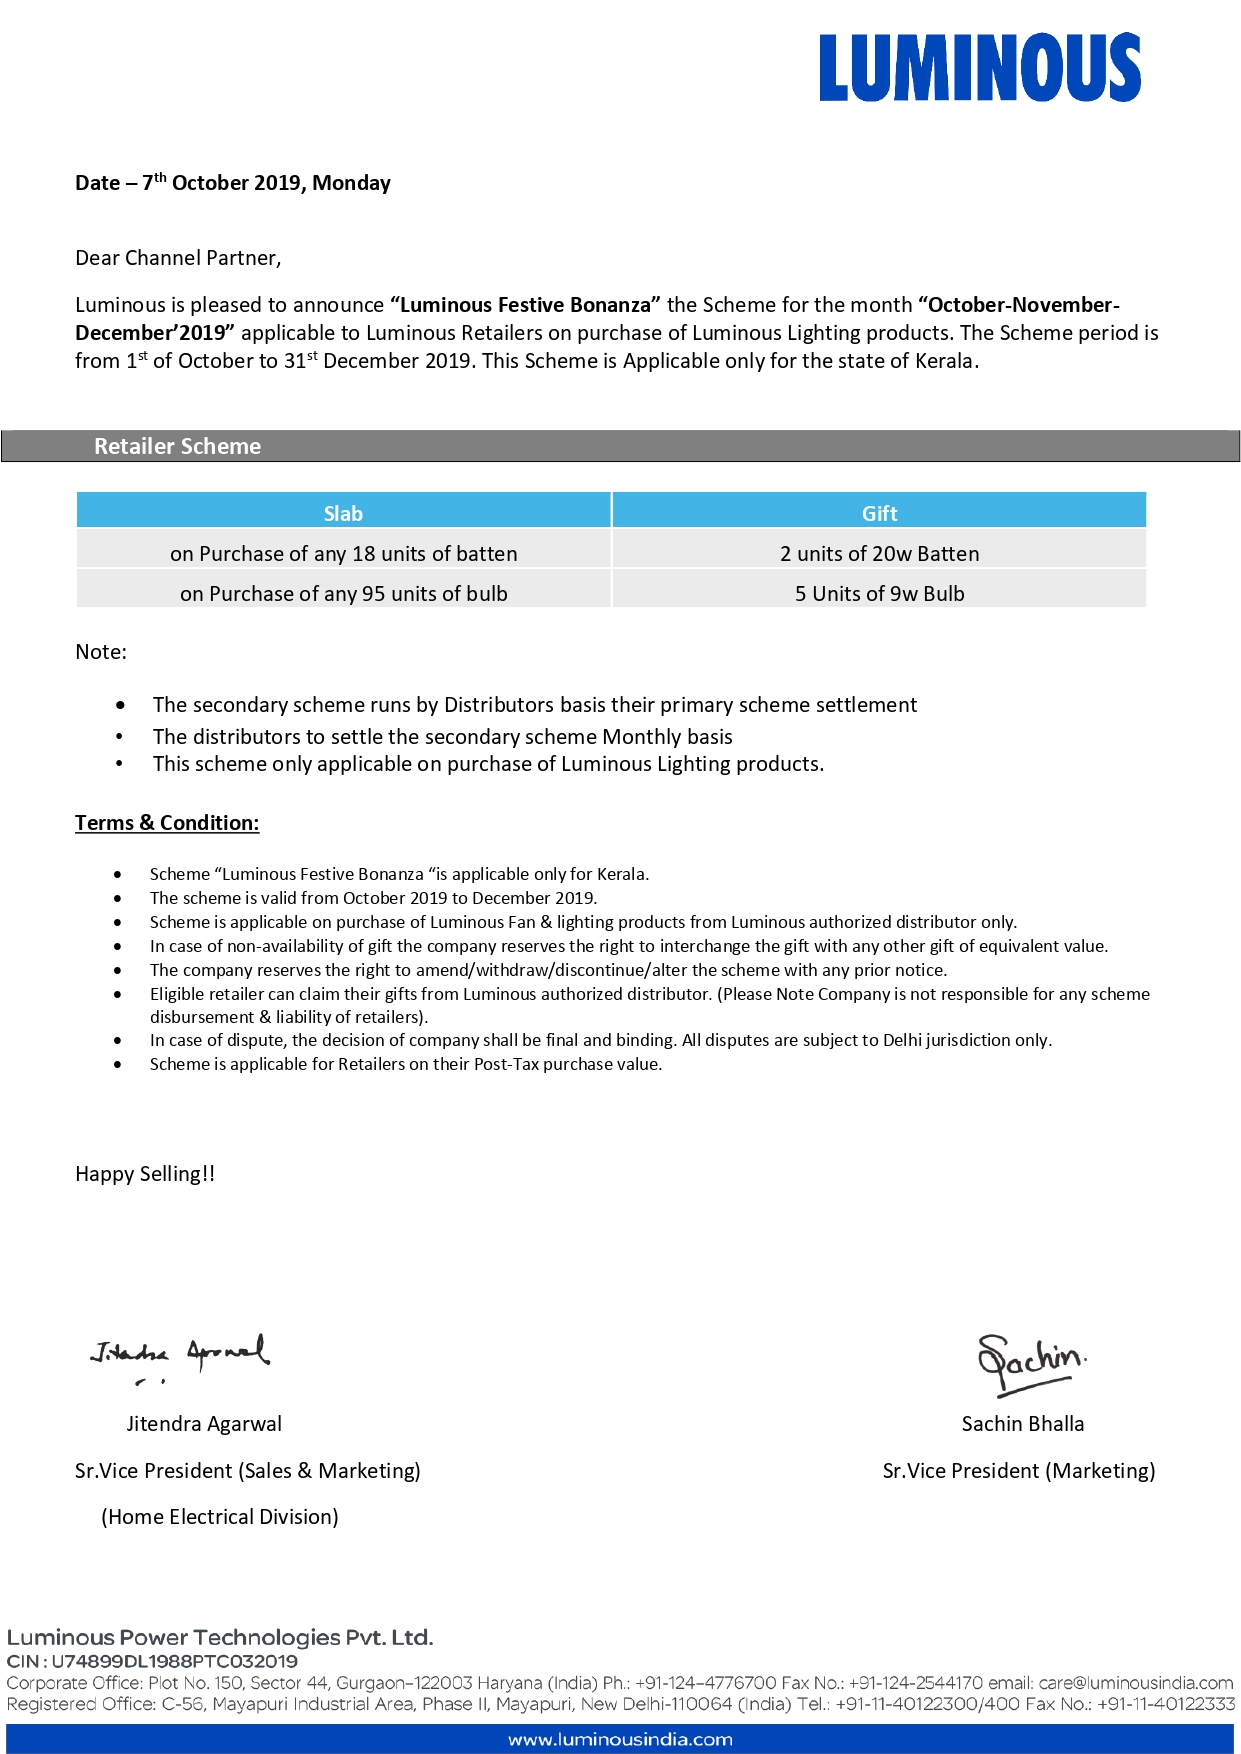 LUMINOUS
Date – 7th October 2019, Monday
Dear Channel Partner,
Luminous is pleased to announce “Luminous Festive Bonanza” the Scheme for the month “October-November-
December’2019” applicable to Luminous Retailers on purchase of Luminous Lighting products. The Scheme period is
from 1st of October to 31st December 2019. This Scheme is Applicable only for the state of Kerala.
Retailer Scheme
Slab Gift
on Purchase of any 18 units of batten 2 units of 20w Batten
on Purchase of any 95 units of bulb 5 Units of 9w Bulb
Note:
• The secondary scheme runs by Distributors basis their primary scheme settlement
• The distributors to settle the secondary scheme Monthly basis
• This scheme only applicable on purchase of Luminous Lighting products.
Terms & Condition:
• Scheme “Luminous Festive Bonanza “is applicable only for Kerala.
• The scheme is valid from October 2019 to December 2019.
• Scheme is applicable on purchase of Luminous Fan & lighting products from Luminous authorized distributor only.
• In case of non-availability of gift the company reserves the right to interchange the gift with any other gift of equivalent value.
• The company reserves the right to amend/withdraw/discontinue/alter the scheme with any prior notice.
• Eligible retailer can claim their gifts from Luminous authorized distributor. (Please Note Company is not responsible for any scheme
disbursement & liability of retailers).
• In case of dispute, the decision of company shall be final and binding. All disputes are subject to Delhi jurisdiction only.
• Scheme is applicable for Retailers on their Post-Tax purchase value.
Happy Selling!!
Jitendra Agarwal Sachin
Jitendra Agarwal Sachin Bhalla
Sr.Vice President (Sales & Marketing) Sr.Vice President (Marketing)
(Home Electrical Division)
Luminous Power Technologies Pvt. Ltd.
CIN : U74899DL1988PTC032019
Corporate Office: Plot No. 150, Sector 44, Gurgaon–122003 Haryana (India) Ph.: +91-124–4776700 Fax No.: +91-124-2544170 email: care@luminousindia.com
Registered Office: C-56, Mayapuri Industrial Area, Phase II, Mayapuri, New Delhi-110064 (India) Tel.: +91-11-40122300/400 Fax No.: +91-11-40122333
www.luminousindia.com